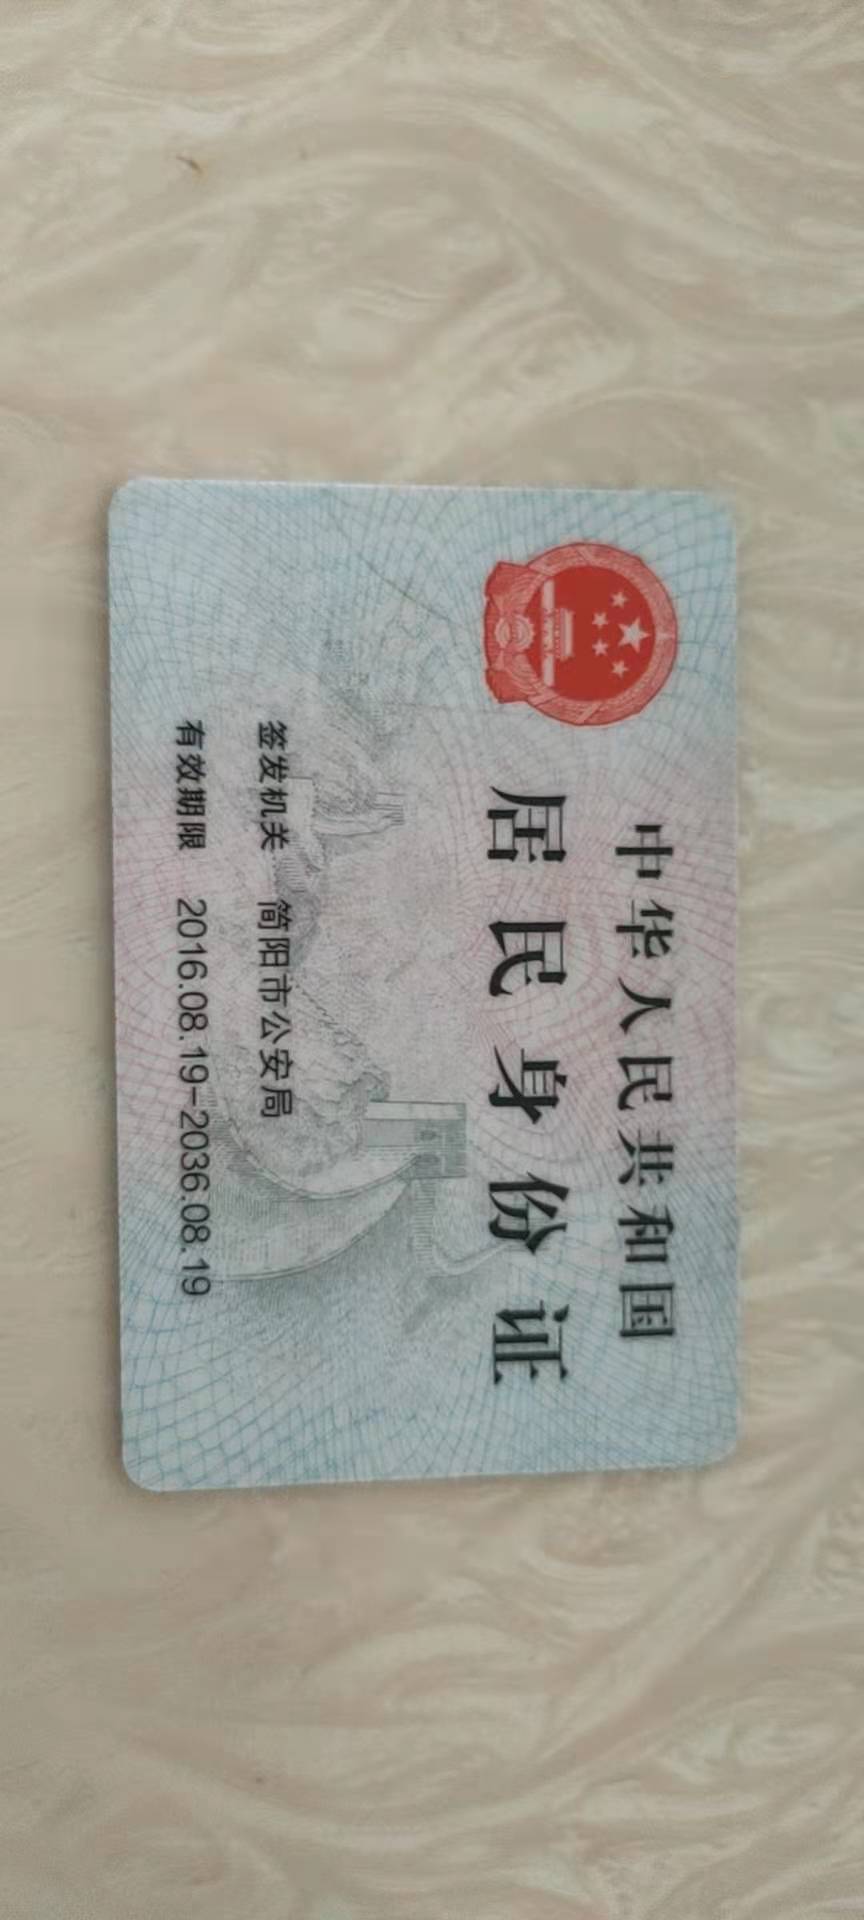 中华人民共和国
居民身份证
签发机关 简阳市公安局
有效期限 2016.08.19-2036.08.19